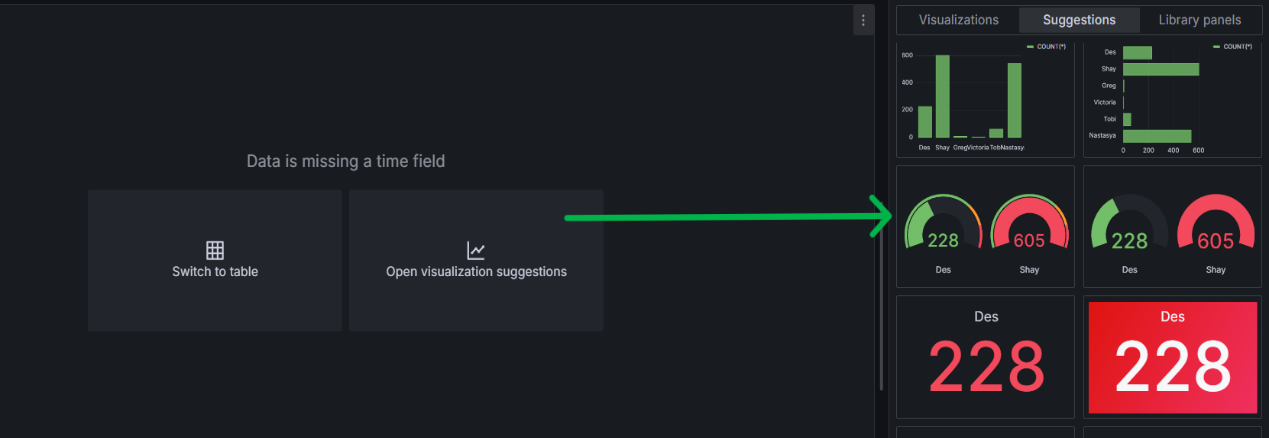 Data is missing a time field
Switch to table
Open visualization suggestions
Visualizations
Suggestions
Library panels
COUNT(*)
600
400
200
0
Des Shay Greg Victoria Tobi Nastasy
COUNT(*)
Des
Shay
Greg
Victoria
Tobi
Nastasya
0 200 400 600
228 605
Des Shay
228 605
Des Shay
Des
228
Des
228